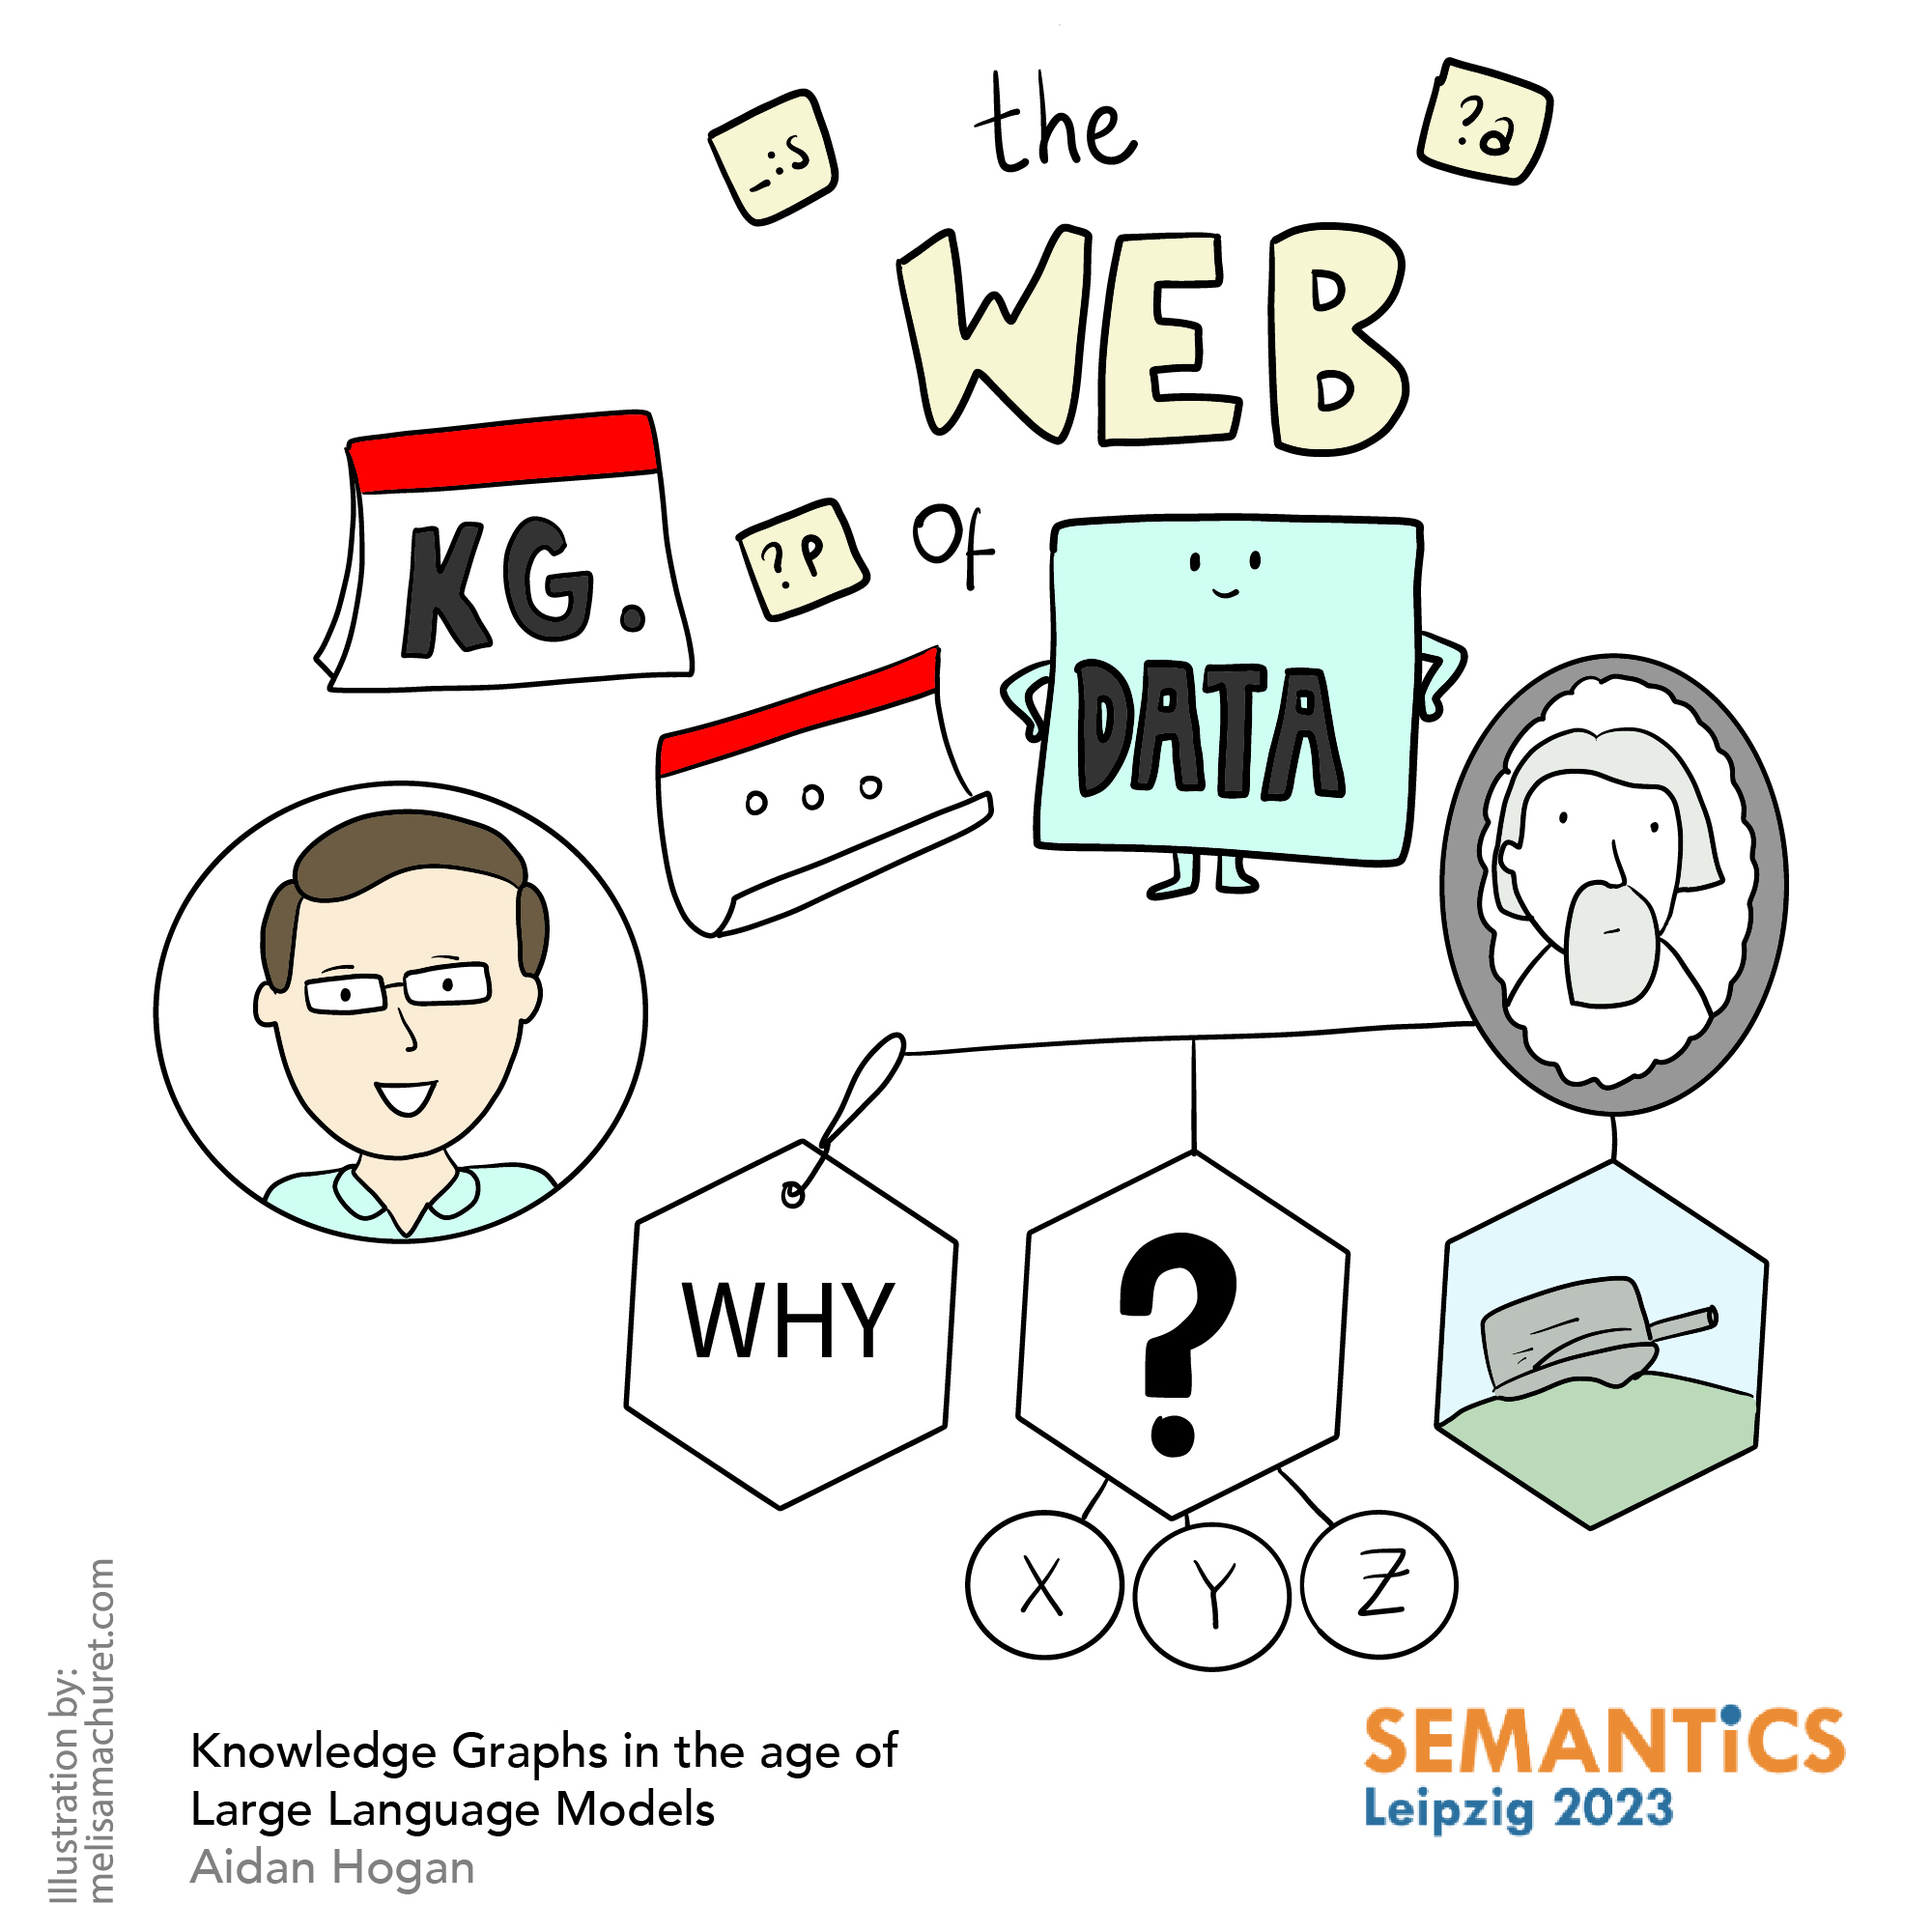 _:s
the
?a
WEB
KG.
?P
of
DATA
WHY
?
X
Y
Z
Illustration by:
melisamachuret.com
Knowledge Graphs in the age of
Large Language Models
Aidan Hogan
SEMANTiCS
Leipzig 2023